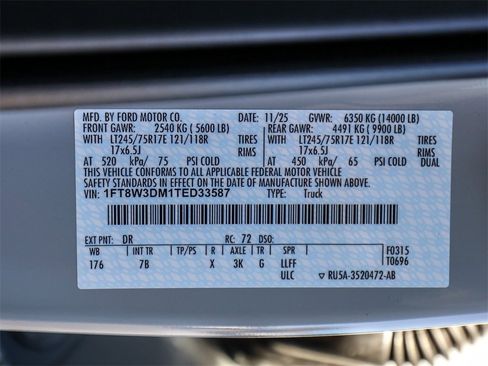 MFD. BY FORD MOTOR CO. DATE: 11/25 GVWR: 6350 KG (14000 LB)
FRONT GAWR: 2540 KG (5600 LB) REAR GAWR: 4491 KG (9900 LB)
WITH LT245/75R17E 121/118R TIRES WITH LT245/75R17E 121/118R TIRES
17x6.5J RIMS 17x6.5J RIMS
AT 520 kPa/ 75 PSI COLD AT 450 kPa/ 65 PSI COLD DUAL
THIS VEHICLE CONFORMS TO ALL APPLICABLE FEDERAL MOTOR VEHICLE
SAFETY STANDARDS IN EFFECT ON THE DATE OF MANUFACTURE SHOWN ABOVE.
VIN: 1FT8W3DM1TED33587 TYPE: Truck
EXT PNT: DR RC: 72 DSO: F0315
WB INT TR TP/PS R AXLE TR SPR T0696
176 7B X 3K G LLFF
ULC RU5A-3520472-AB